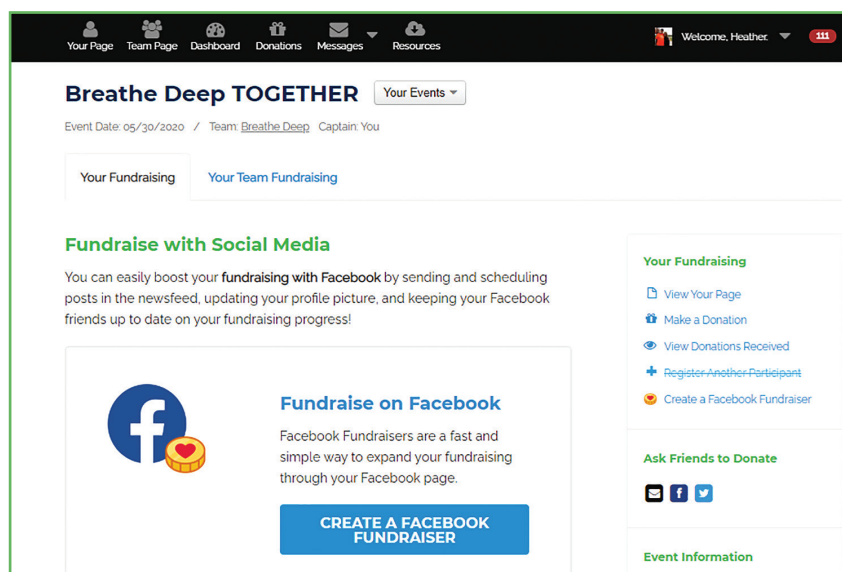 Your Page Team Page Dashboard Donations Messages Resources Welcome, Heather. 111
Breathe Deep TOGETHER Your Events
Event Date: 05/30/2020 / Team: Breathe Deep Captain: You
Your Fundraising Your Team Fundraising
Fundraise with Social Media
You can easily boost your fundraising with Facebook by sending and scheduling
posts in the newsfeed, updating your profile picture, and keeping your Facebook
friends up to date on your fundraising progress!
f
Fundraise on Facebook
Facebook Fundraisers are a fast and
simple way to expand your fundraising
through your Facebook page.
CREATE A FACEBOOK
FUNDRAISER
Your Fundraising
View Your Page
Make a Donation
View Donations Received
Register Another Participant
Create a Facebook Fundraiser
Ask Friends to Donate
f
Event Information